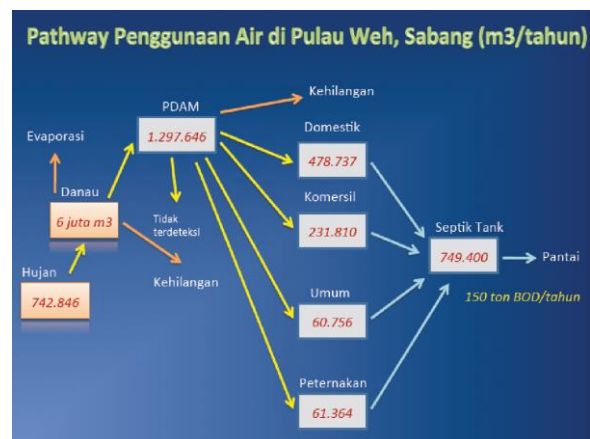 Pathway Penggunaan Air di Pulau Weh, Sabang (m3/tahun)
Kehilangan
PDAM
1.297.646
Domestik
478.737
Evaporasi
Danau
6 juta m3
Tidak
terdeteksi
Kehilangan
Komersil
231.810
Septik Tank
749.400
Pantai
150 ton BOD/tahun
Hujan
742.846
Umum
60.756
Peternakan
61.364